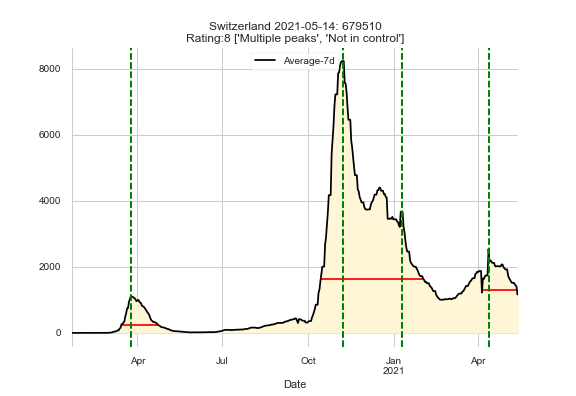 Switzerland 2021-05-14: 679510
Rating:8 ['Multiple peaks', 'Not in control']
Average-7d
8000
6000
4000
2000
0
Apr Jul Oct Jan Apr
2021
Date